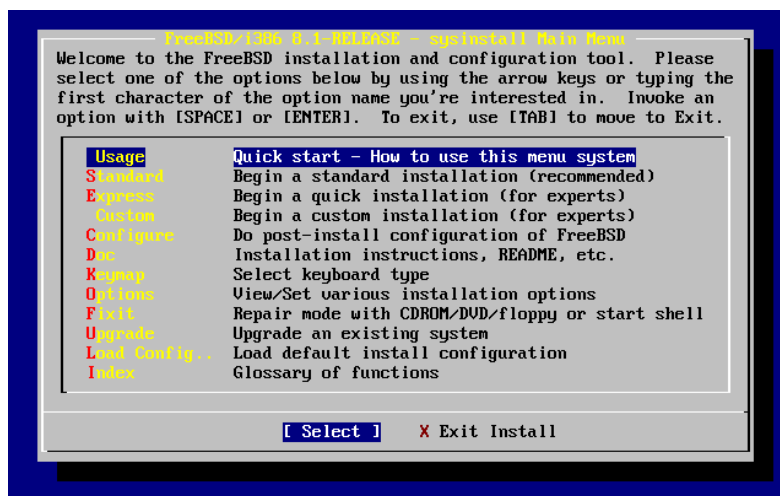 FreeBSD/i386 8.1-RELEASE - sysinstall Main Menu
Welcome to the FreeBSD installation and configuration tool.  Please
select one of the options below by using the arrow keys or typing the
first character of the option name you're interested in.  Invoke an
option with [SPACE] or [ENTER].  To exit, use [TAB] to move to Exit.
Usage Quick start - How to use this menu system
Standard Begin a standard installation (recommended)
Express Begin a quick installation (for experts)
Custom Begin a custom installation (for experts)
Configure Do post-install configuration of FreeBSD
Doc Installation instructions, README, etc.
Keymap Select keyboard type
Options View/Set various installation options
Fixit Repair mode with CDROM/DVD/floppy or start shell
Upgrade Upgrade an existing system
Load Config.. Load default install configuration
Index Glossary of functions
[ Select ] X Exit Install